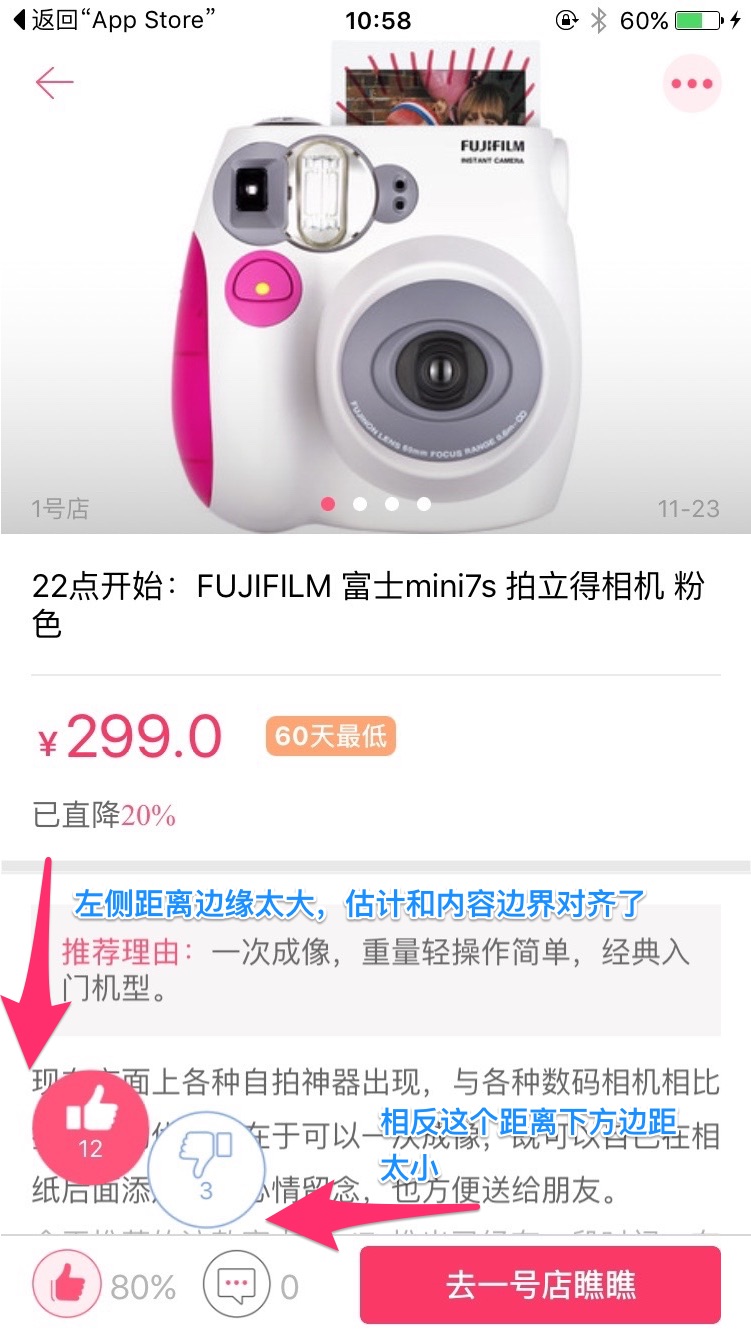 返回“App Store”
10:58
60%
FUJIFILM
INSTANT CAMERA
FUJINON LENS 60mm FOCUS RANGE 0.6m-∞
1号店
11-23
22点开始：FUJIFILM 富士mini7s 拍立得相机 粉
色
¥299.0
60天最低
已直降20%
左侧距离边缘太大，估计和内容边界对齐了
推荐理由：一次成像，重量轻操作简单，经典入
门机型。
面上各种自拍神器出现，与各种数码相机相比
在于可以一次成像，既可以自己在相
相反这个距离下方边距
太小
纸后面添 心情留念，也方便送给朋友。
12
3
80%
0
去一号店瞧瞧